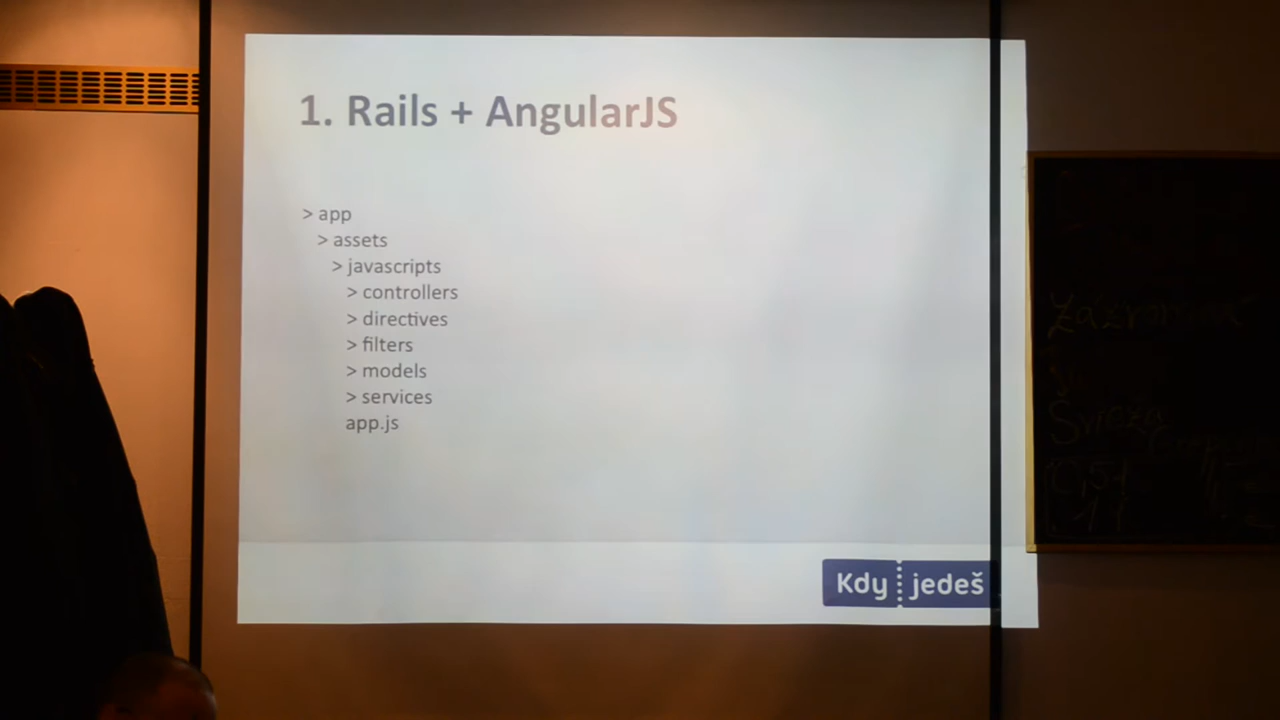 1. Rails + AngularJS
> app
> assets
> javascripts
> controllers
> directives
> filters
> models
> services
app.js
Kdy jedeš